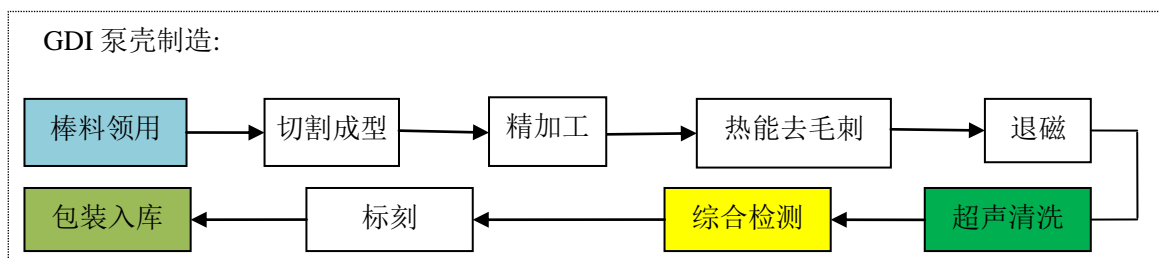 GDI 泵壳制造:
棒料领用
切割成型
精加工
热能去毛刺
退磁
超声清洗
综合检测
标刻
包装入库